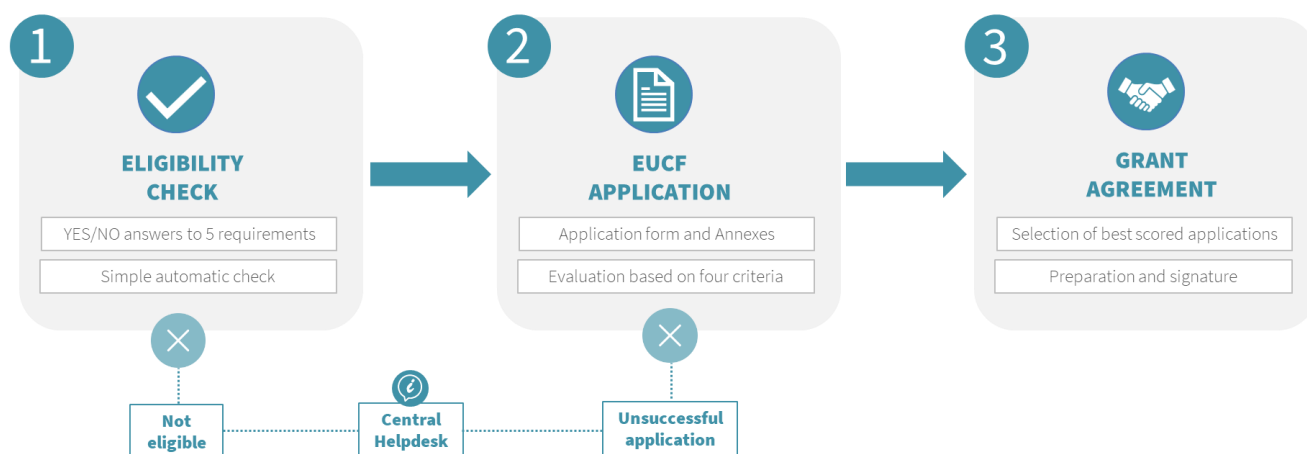 1
ELIGIBILITY
CHECK
YES/NO answers to 5 requirements
Simple automatic check
2
EUCF
APPLICATION
Application form and Annexes
Evaluation based on four criteria
3
GRANT
AGREEMENT
Selection of best scored applications
Preparation and signature
Not
eligible
i
Central
Helpdesk
Unsuccessful
application